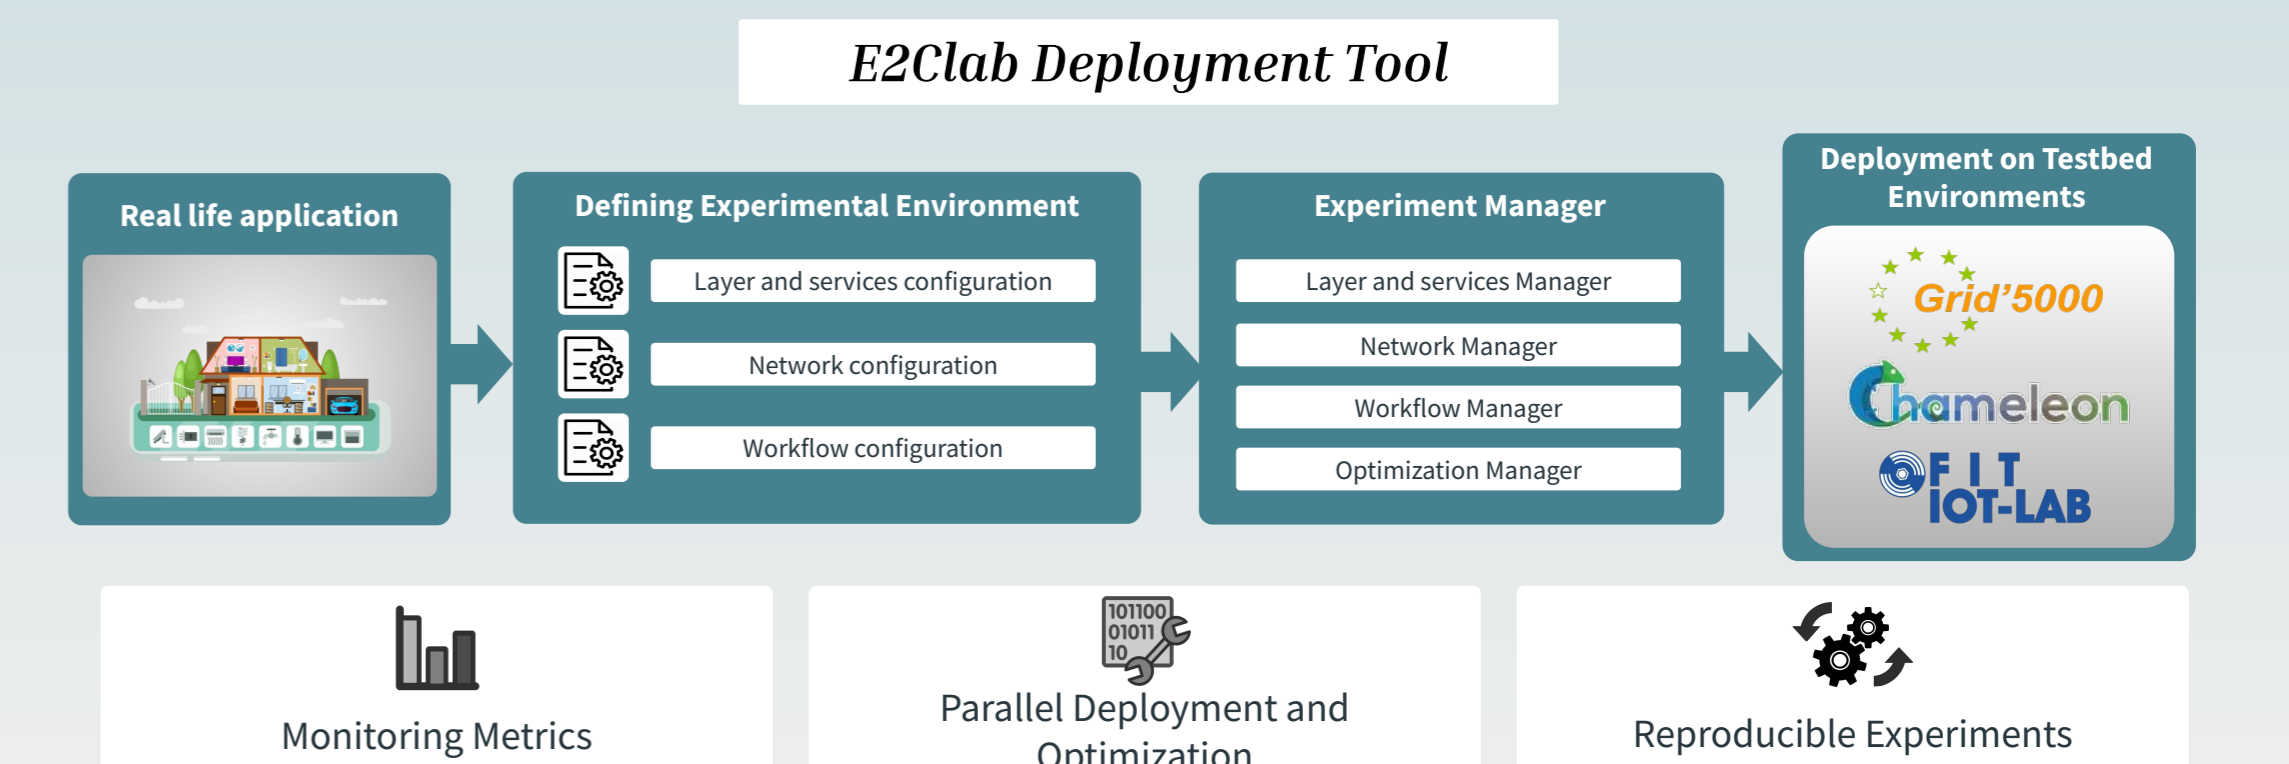 E2Clab Deployment Tool
Real life application
Defining Experimental Environment
Layer and services configuration
Network configuration
Workflow configuration
Experiment Manager
Layer and services Manager
Network Manager
Workflow Manager
Optimization Manager
Deployment on Testbed
Environments
Grid'5000
Chameleon
FIT
IOT-LAB
Monitoring Metrics
101100
01011
10
Parallel Deployment and
Optimization
Reproducible Experiments